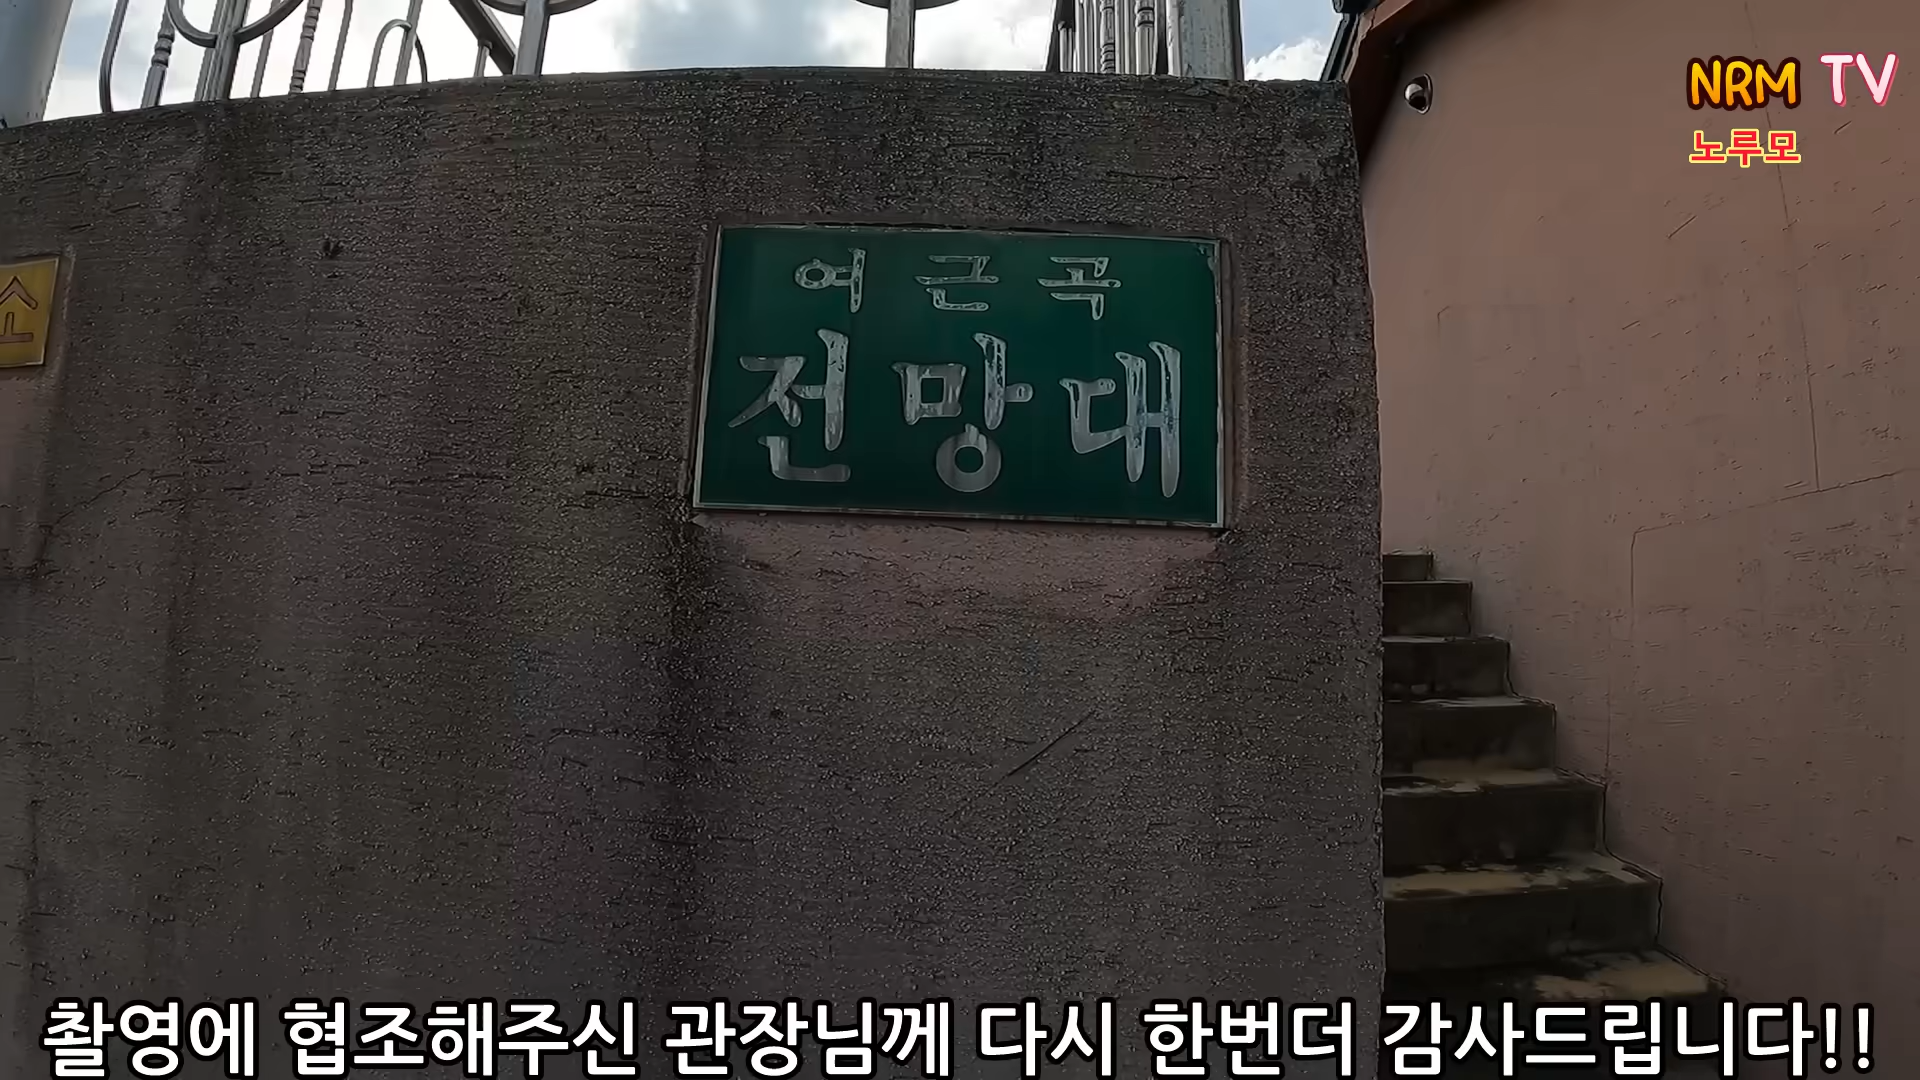 NRM TV
노루모
소
여근곡
전망대
촬영에 협조해주신 관장님께 다시 한번더 감사드립니다!!